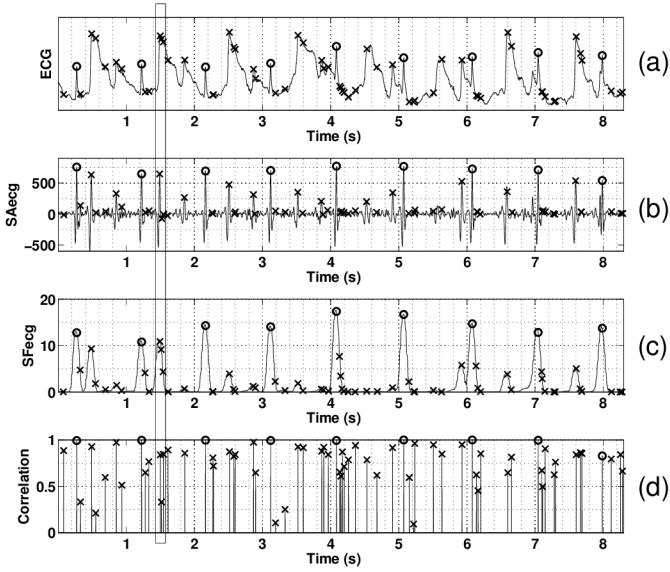 ECG
1 2 3 4 5 6 7 8
Time (s)
(a)
500
0
−500
SAecg
1 2 3 4 5 6 7 8
Time (s)
(b)
20
10
0
SFecg
1 2 3 4 5 6 7 8
Time (s)
(c)
1
0.5
0
Correlation
1 2 3 4 5 6 7 8
Time (s)
(d)